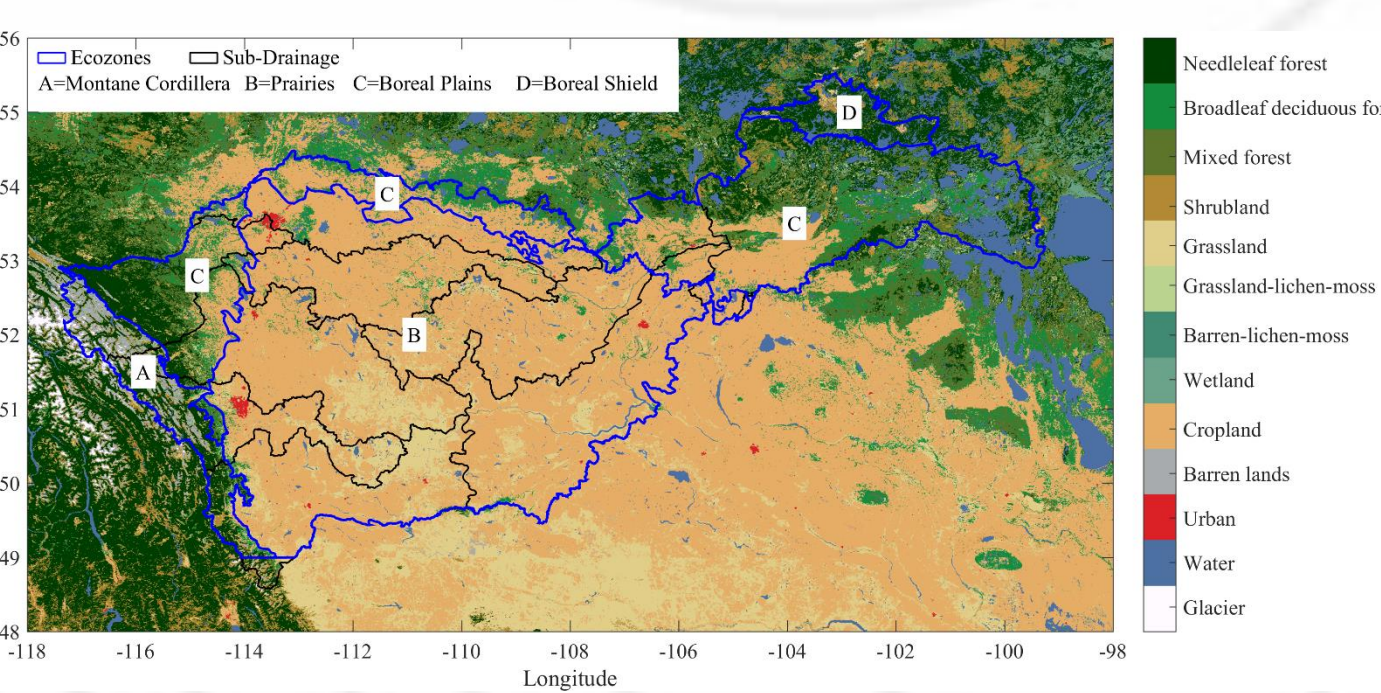 Ecozones Sub-Drainage
A=Montane Cordillera B=Prairies C=Boreal Plains D=Boreal Shield
56
55
54
53
52
51
50
49
48
D
C
C
C
B
A
-118 -116 -114 -112 -110 -108 -106 -104 -102 -100 -98
Longitude
Needleleaf forest
Broadleaf deciduous
Mixed forest
Shrubland
Grassland
Grassland-lichen-moss
Barren-lichen-moss
Wetland
Cropland
Barren lands
Urban
Water
Glacier